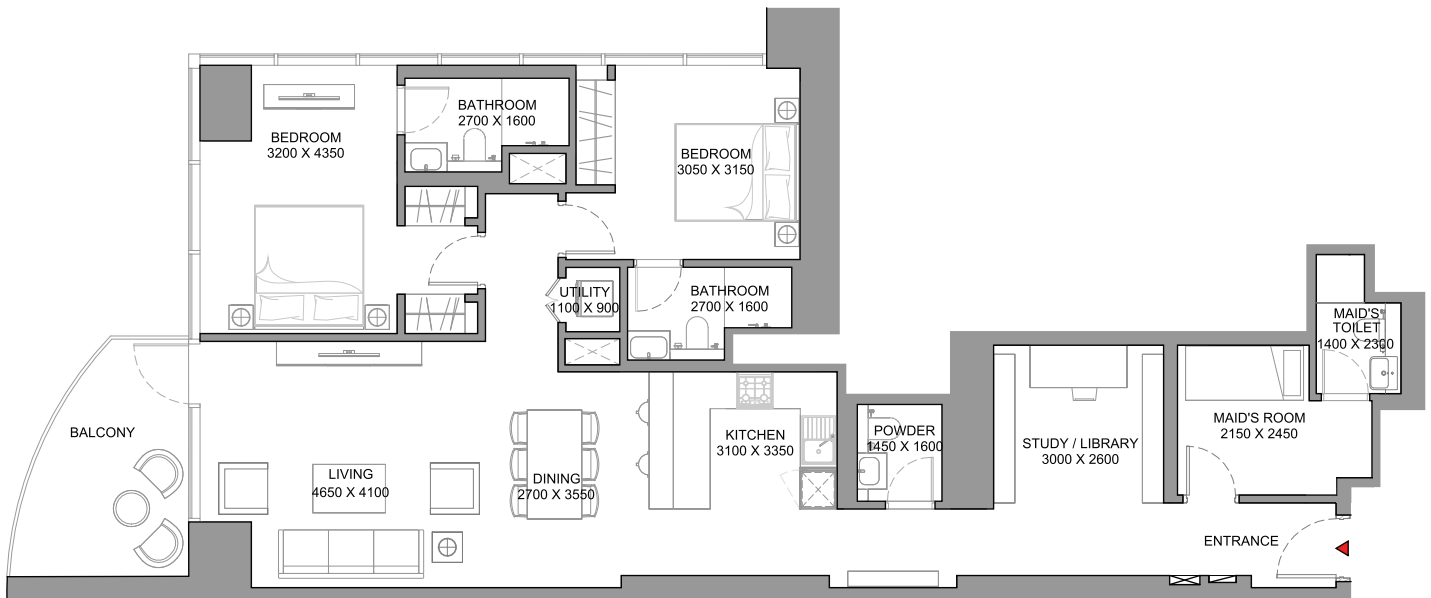 BATHROOM
2700 X 1600
BEDROOM
3200 X 4350
BEDROOM
3050 X 3150
UTILITY
1100 X 900
BATHROOM
2700 X 1600
MAID'S
TOILET
1400 X 2300
BALCONY
LIVING
4650 X 4100
DINING
2700 X 3550
KITCHEN
3100 X 3350
POWDER
1450 X 1600
STUDY / LIBRARY
3000 X 2600
MAID'S ROOM
2150 X 2450
ENTRANCE